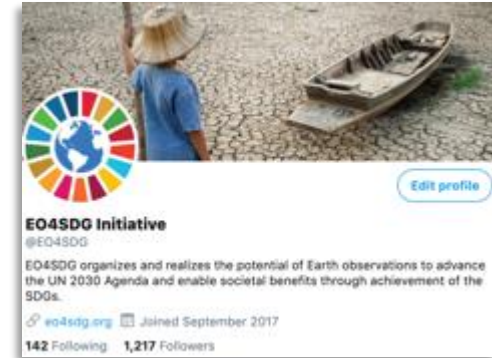 Edit profile
EO4SDG Initiative
@EO4SDG
EO4SDG organizes and realizes the potential of Earth observations to advance
the UN 2030 Agenda and enable societal benefits through achievement of the
SDGs.
eo4sdg.org Joined September 2017
142 Following 1,217 Followers